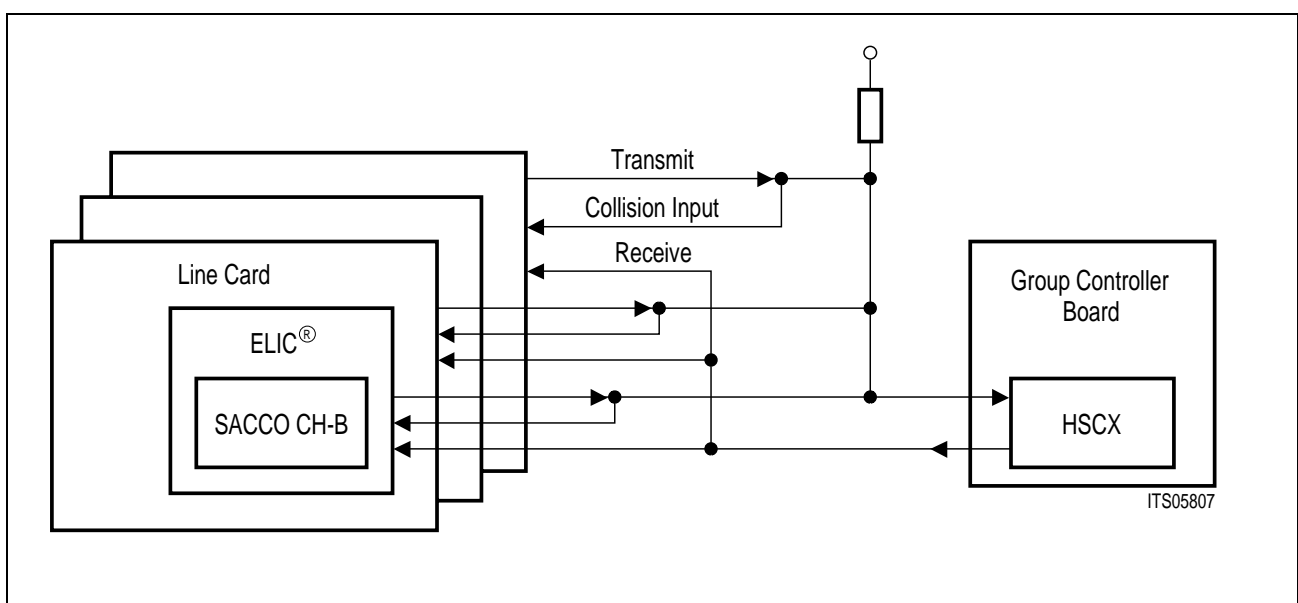 Transmit
Collision Input
Receive
Line Card
ELIC®
SACCO CH-B
Group Controller
Board
HSCX
ITS05807